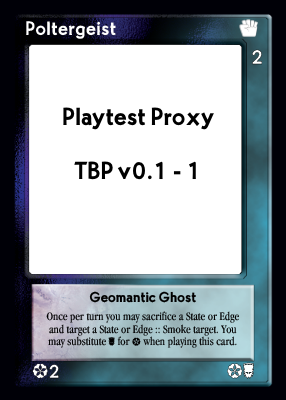 Poltergeist
2
Playtest Proxy
TBP v0.1 - 1
Geomantic Ghost
Once per turn you may sacrifice a State or Edge
and target a State or Edge :: Smoke target. You
may substitute for when playing this card.
2